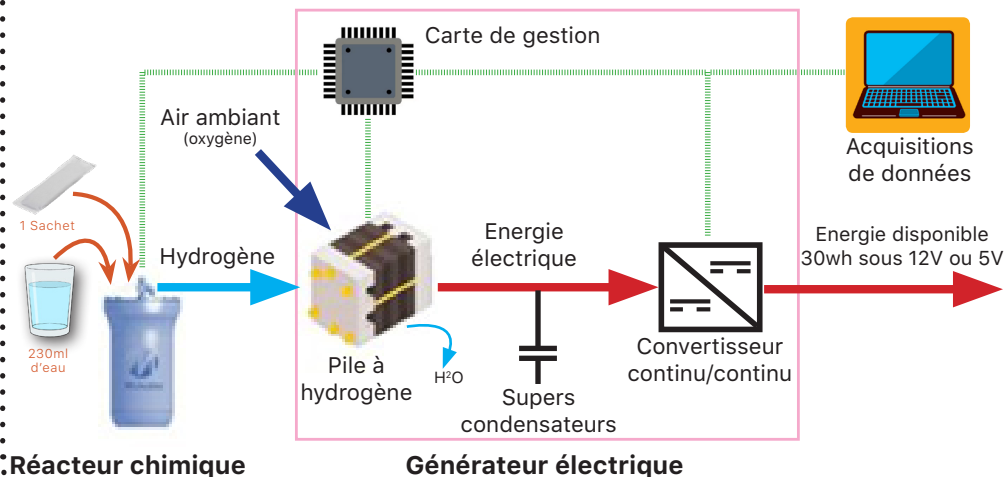 Carte de gestion
Air ambiant
(oxygène)
Acquisitions
de données
1 Sachet
Hydrogène
Energie
électrique
Energie disponible
30wh sous 12V ou 5V
230ml
d'eau
Pile à
hydrogène
H²O
Convertisseur
continu/continu
Supers
condensateurs
Réacteur chimique
Générateur électrique